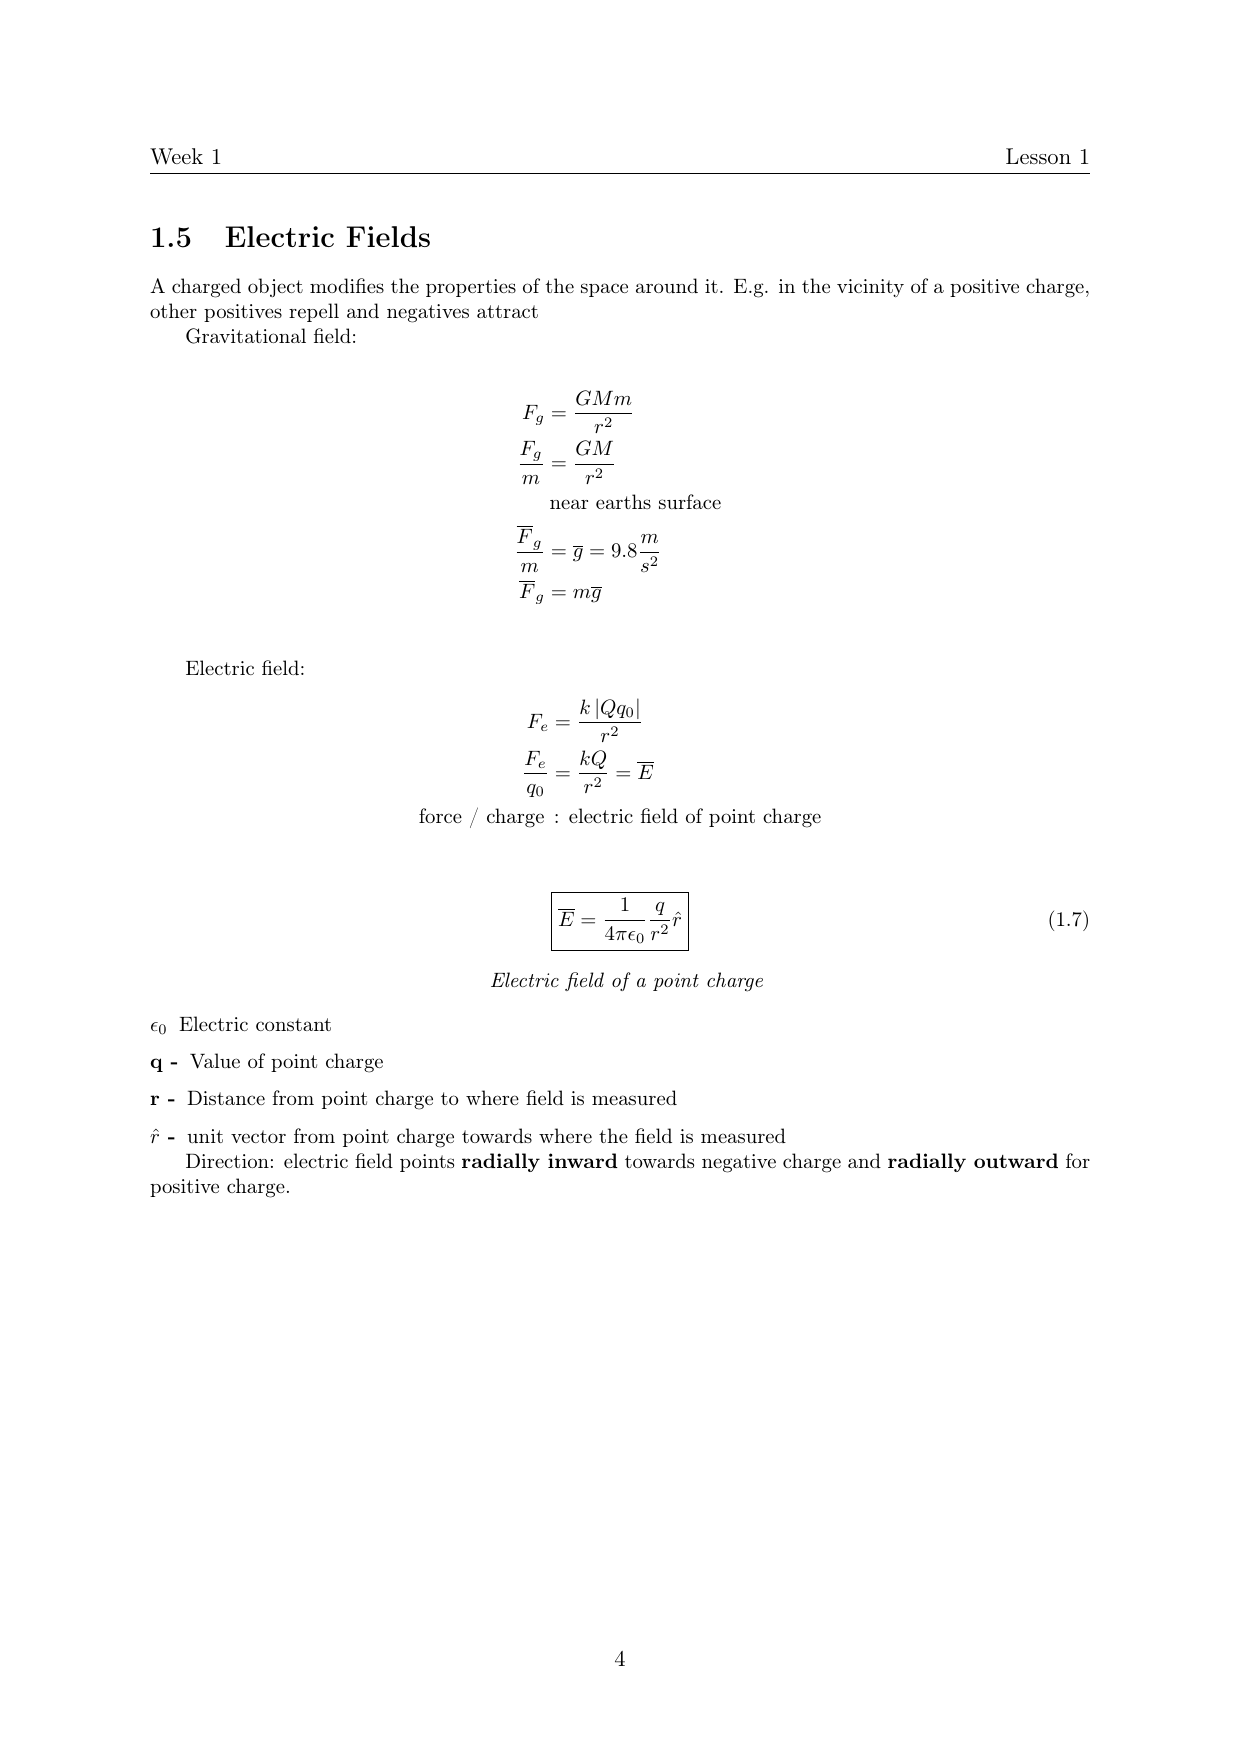 Week 1 Lesson 1
1.5 Electric Fields
A charged object modifies the properties of the space around it. E.g. in the vicinity of a positive charge,
other positives repell and negatives attract
Gravitational field:
$F_g = \frac{GMm}{r^2}$
$\frac{F_g}{m} = \frac{GM}{r^2}$
near earths surface
$\frac{\overline{F}_g}{m} = \overline{g} = 9.8\frac{m}{s^2}$
$\overline{F}_g = m\overline{g}$
Electric field:
$F_e = \frac{k\,|Qq_0|}{r^2}$
$\frac{F_e}{q_0} = \frac{kQ}{r^2} = \overline{E}$
force / charge : electric field of point charge
$\overline{E} = \frac{1}{4\pi\epsilon_0}\frac{q}{r^2}\hat{r}$ (1.7)
Electric field of a point charge
$\epsilon_0$ Electric constant
q - Value of point charge
r - Distance from point charge to where field is measured
$\hat{r}$ - unit vector from point charge towards where the field is measured
Direction: electric field points radially inward towards negative charge and radially outward for
positive charge.
4